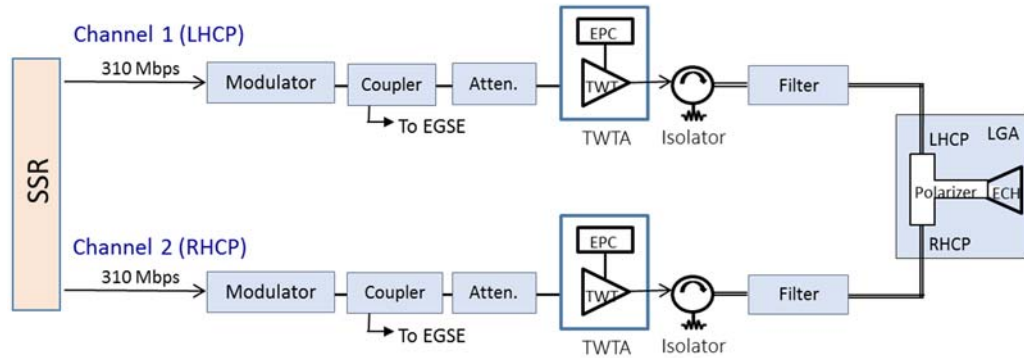 Channel 1 (LHCP)
310 Mbps
Modulator
Coupler
Atten.
To EGSE
EPC
TWT
TWTA
Isolator
Filter
SSR
LHCP
LGA
Polarizer
ECH
RHCP
Channel 2 (RHCP)
310 Mbps
Modulator
Coupler
Atten.
To EGSE
EPC
TWT
TWTA
Isolator
Filter